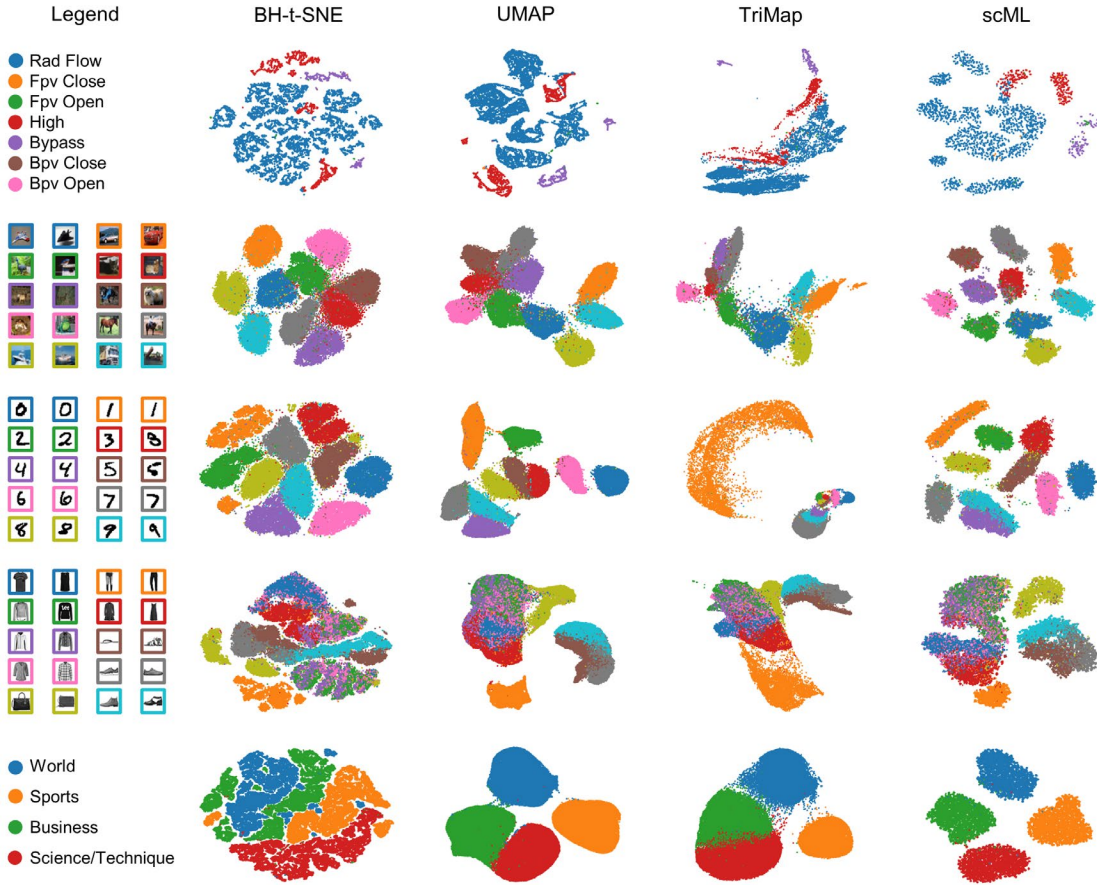 Legend BH-t-SNE UMAP TriMap scML
Rad Flow
Fpv Close
Fpv Open
High
Bypass
Bpv Close
Bpv Open
0 0 1 1
2 2 3 3
4 4 5 5
6 6 7 7
8 8 9 9
World
Sports
Business
Science/Technique